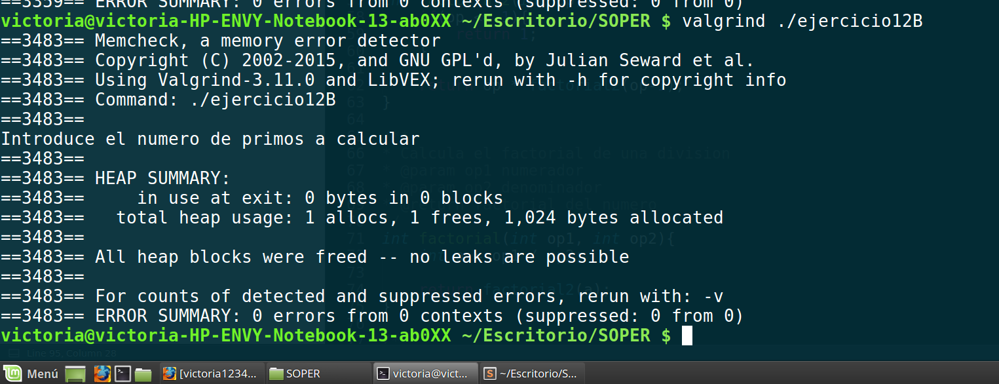 ==3359== ERROR SUMMARY: 0 errors from 0 contexts (suppressed: 0 from 0)
victoria@victoria-HP-ENVY-Notebook-13-ab0XX ~/Escritorio/SOPER $ valgrind ./ejercicio12B
==3483== Memcheck, a memory error detector
==3483== Copyright (C) 2002-2015, and GNU GPL'd, by Julian Seward et al.
==3483== Using Valgrind-3.11.0 and LibVEX; rerun with -h for copyright info
==3483== Command: ./ejercicio12B
63 }
==3483==
64
Introduce el numero de primos a calcular
66 * Calcula el factorial de una division
==3483==
67 * @param op1 numerador
==3483== HEAP SUMMARY:
68 * @param op2 denominador
==3483==     in use at exit: 0 bytes in 0 blocks
==3483==   total heap usage: 1 allocs, 1 frees, 1,024 bytes allocated
==3483==
71 int factorial(int op1, int op2){
==3483== All heap blocks were freed -- no leaks are possible
73
==3483==
==3483== For counts of detected and suppressed errors, rerun with: -v
==3483== ERROR SUMMARY: 0 errors from 0 contexts (suppressed: 0 from 0)
victoria@victoria-HP-ENVY-Notebook-13-ab0XX ~/Escritorio/SOPER $
Line 95, Column 28
Menú [victoria1234... SOPER victoria@vict... ~/Escritorio/S...